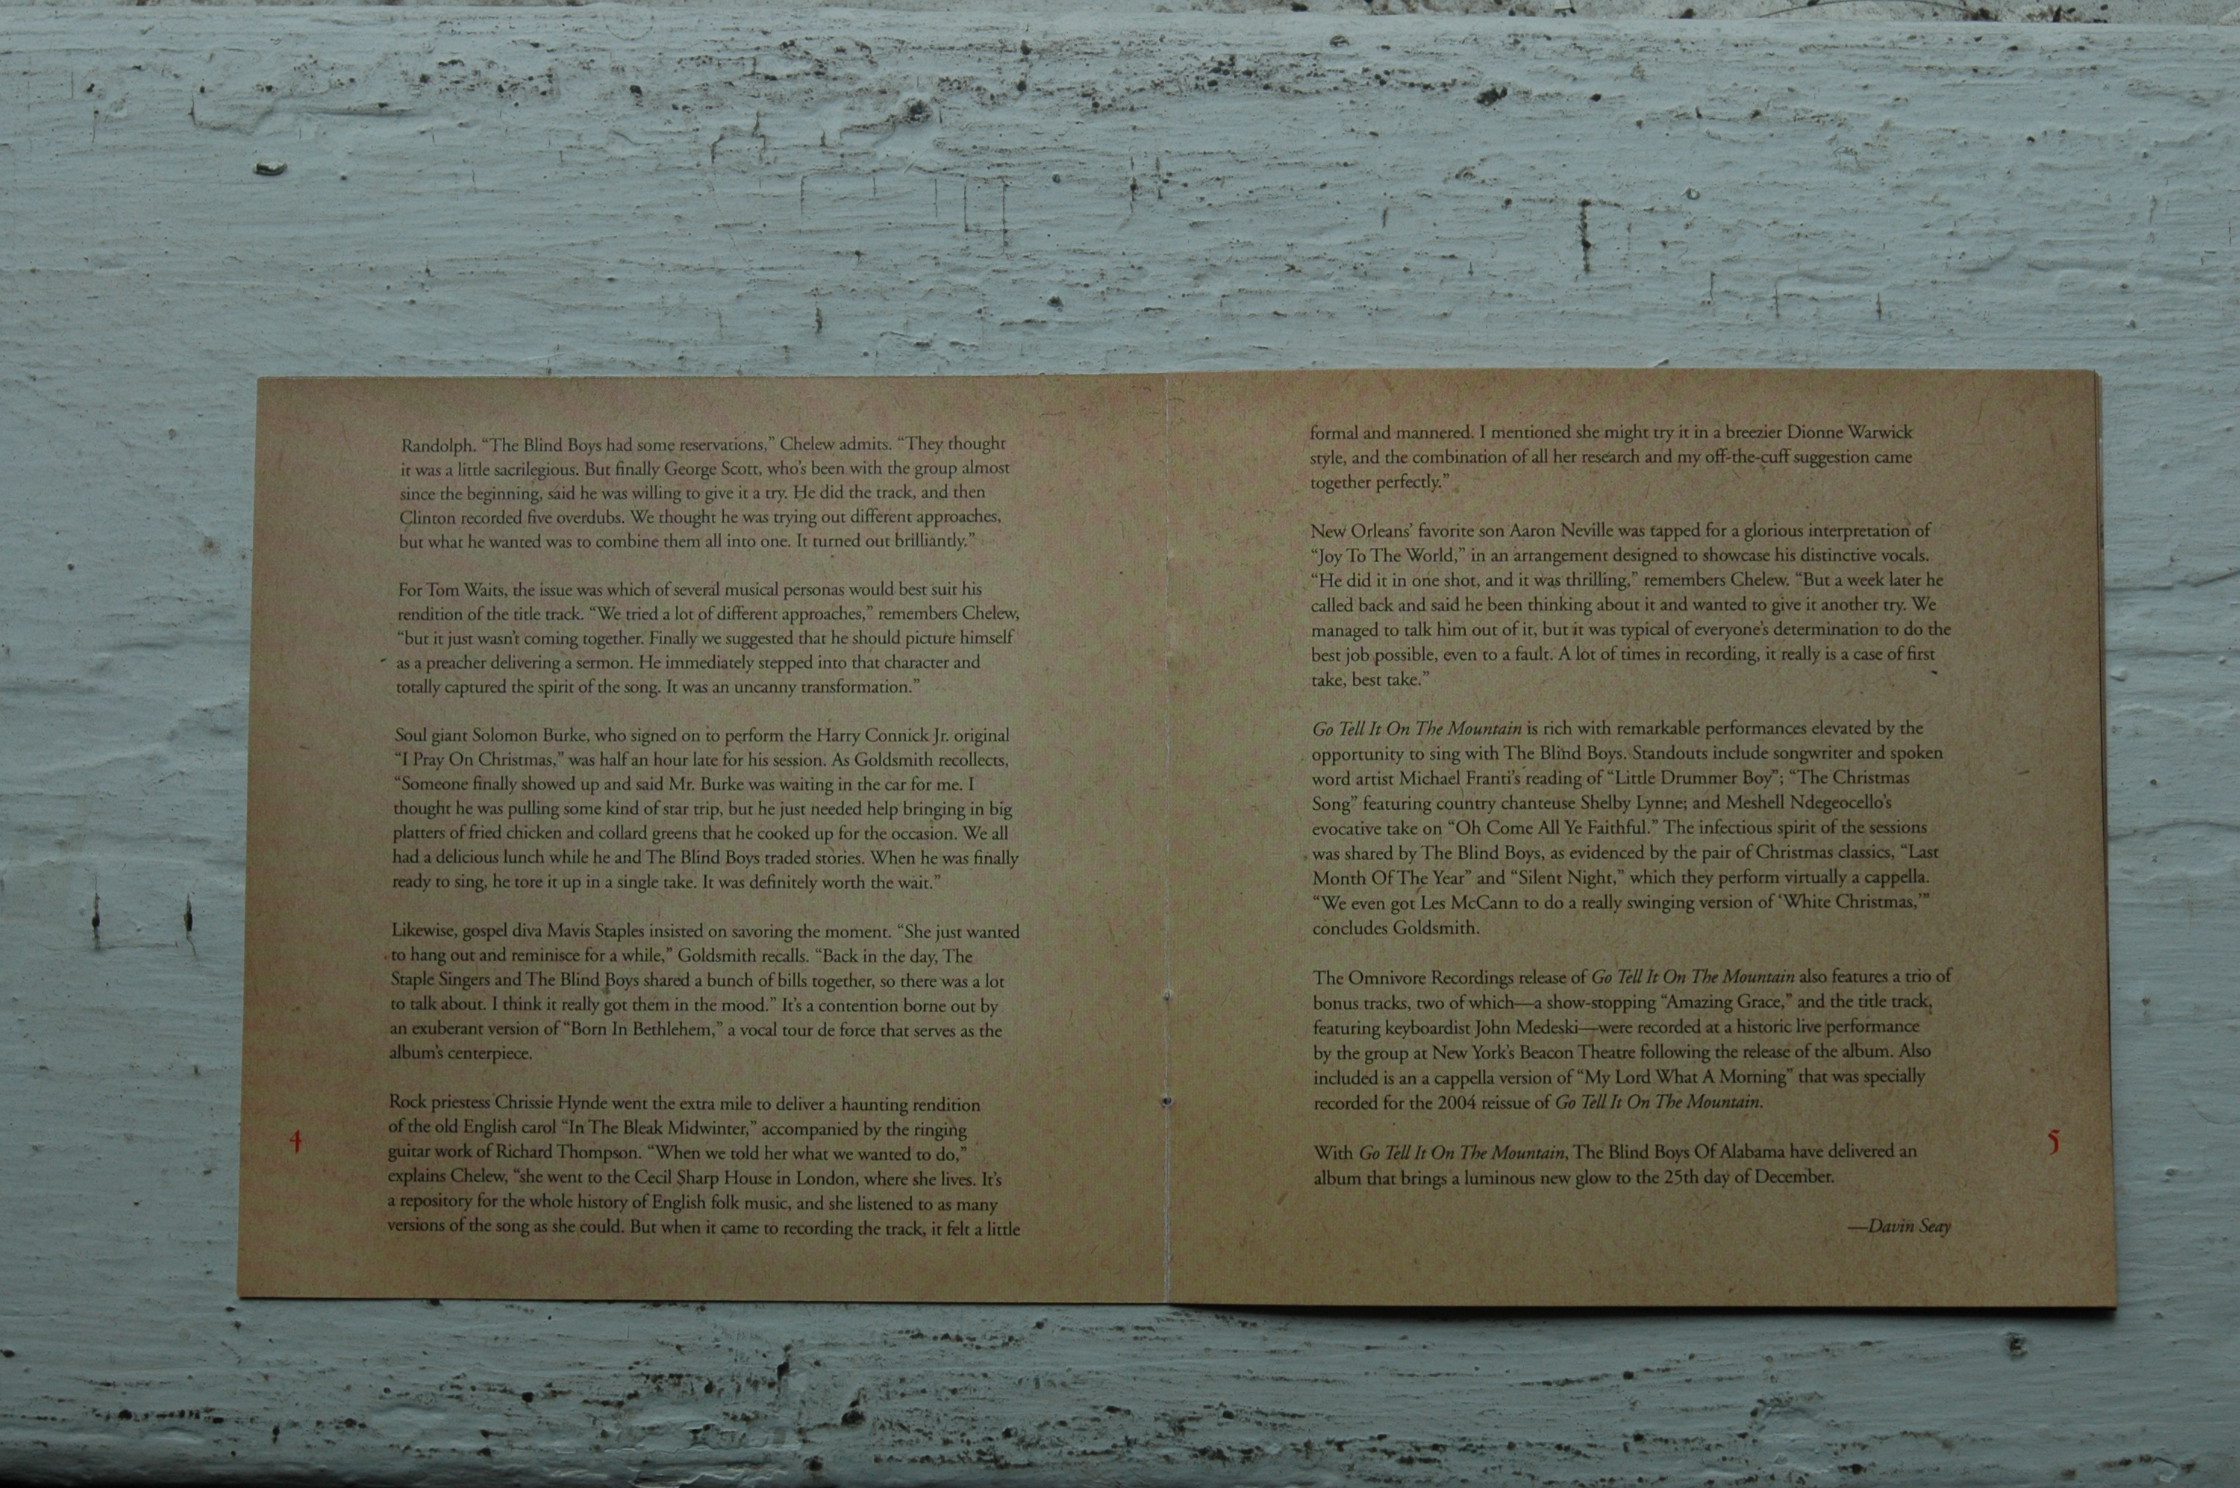 Randolph. “The Blind Boys had some reservations,” Chelew admits. “They thought
it was a little sacrilegious. But finally George Scott, who’s been with the group almost
since the beginning, said he was willing to give it a try. He did the track, and then
Clinton recorded five overdubs. We thought he was trying out different approaches,
but what he wanted was to combine them all into one. It turned out brilliantly.”
For Tom Waits, the issue was which of several musical personas would best suit his
rendition of the title track. “We tried a lot of different approaches,” remembers Chelew,
“but it just wasn’t coming together. Finally we suggested that he should picture himself
as a preacher delivering a sermon. He immediately stepped into that character and
totally captured the spirit of the song. It was an uncanny transformation.”
Soul giant Solomon Burke, who signed on to perform the Harry Connick Jr. original
“I Pray On Christmas,” was half an hour late for his session. As Goldsmith recollects,
“Someone finally showed up and said Mr. Burke was waiting in the car for me. I
thought he was pulling some kind of star trip, but he just needed help bringing in big
platters of fried chicken and collard greens that he cooked up for the occasion. We all
had a delicious lunch while he and The Blind Boys traded stories. When he was finally
ready to sing, he tore it up in a single take. It was definitely worth the wait.”
Likewise, gospel diva Mavis Staples insisted on savoring the moment. “She just wanted
to hang out and reminisce for a while,” Goldsmith recalls. “Back in the day, The
Staple Singers and The Blind Boys shared a bunch of bills together, so there was a lot
to talk about. I think it really got them in the mood.” It’s a contention borne out by
an exuberant version of “Born In Bethlehem,” a vocal tour de force that serves as the
album’s centerpiece.
Rock priestess Chrissie Hynde went the extra mile to deliver a haunting rendition
of the old English carol “In The Bleak Midwinter,” accompanied by the ringing
guitar work of Richard Thompson. “When we told her what we wanted to do,”
explains Chelew, “she went to the Cecil Sharp House in London, where she lives. It’s
a repository for the whole history of English folk music, and she listened to as many
versions of the song as she could. But when it came to recording the track, it felt a little
4
formal and mannered. I mentioned she might try it in a breezier Dionne Warwick
style, and the combination of all her research and my off-the-cuff suggestion came
together perfectly.”
New Orleans’ favorite son Aaron Neville was tapped for a glorious interpretation of
“Joy To The World,” in an arrangement designed to showcase his distinctive vocals.
“He did it in one shot, and it was thrilling,” remembers Chelew. “But a week later he
called back and said he been thinking about it and wanted to give it another try. We
managed to talk him out of it, but it was typical of everyone’s determination to do the
best job possible, even to a fault. A lot of times in recording, it really is a case of first
take, best take.”
Go Tell It On The Mountain is rich with remarkable performances elevated by the
opportunity to sing with The Blind Boys. Standouts include songwriter and spoken
word artist Michael Franti’s reading of “Little Drummer Boy”; “The Christmas
Song” featuring country chanteuse Shelby Lynne; and Meshell Ndegeocello’s
evocative take on “Oh Come All Ye Faithful.” The infectious spirit of the sessions
was shared by The Blind Boys, as evidenced by the pair of Christmas classics, “Last
Month Of The Year” and “Silent Night,” which they perform virtually a cappella.
“We even got Les McCann to do a really swinging version of ‘White Christmas,’”
concludes Goldsmith.
The Omnivore Recordings release of Go Tell It On The Mountain also features a trio of
bonus tracks, two of which—a show-stopping “Amazing Grace,” and the title track,
featuring keyboardist John Medeski—were recorded at a historic live performance
by the group at New York’s Beacon Theatre following the release of the album. Also
included is an a cappella version of “My Lord What A Morning” that was specially
recorded for the 2004 reissue of Go Tell It On The Mountain.
With Go Tell It On The Mountain, The Blind Boys Of Alabama have delivered an
album that brings a luminous new glow to the 25th day of December.
—Davin Seay
5